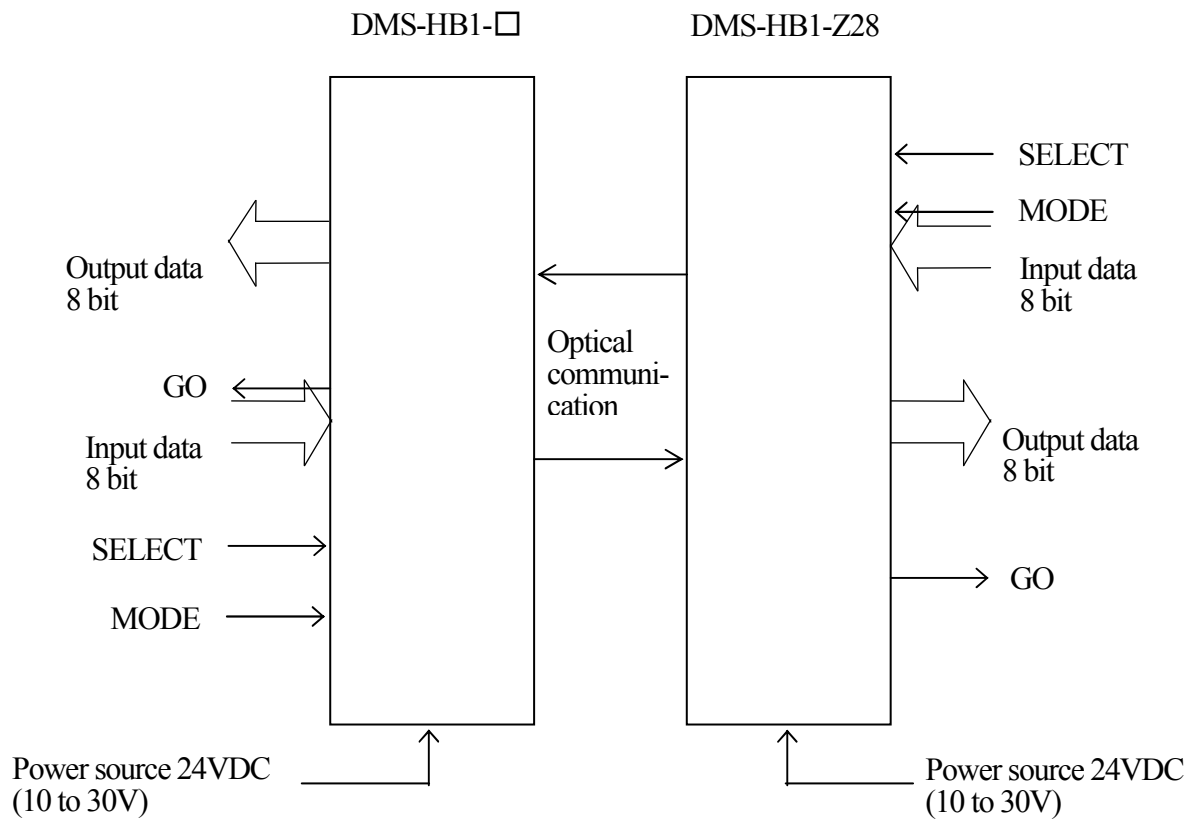 DMS-HB1-□
DMS-HB1-Z28
SELECT
MODE
Output data
8 bit
Input data
8 bit
Optical
communi-
cation
GO
Input data
8 bit
Output data
8 bit
SELECT
GO
MODE
Power source 24VDC
(10 to 30V)
Power source 24VDC
(10 to 30V)